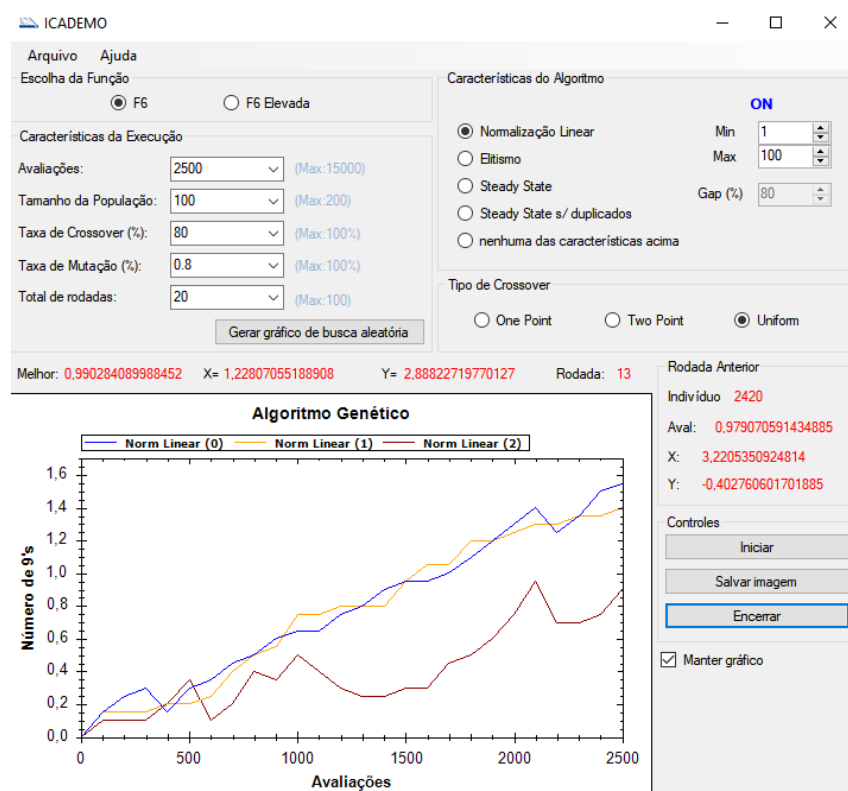 ICADEMO
Arquivo Ajuda
Escolha da Função
F6 F6 Elevada
Características da Execução
Avaliações: 2500 (Max:15000)
Tamanho da População: 100 (Max:200)
Taxa de Crossover (%): 80 (Max:100%)
Taxa de Mutação (%): 0.8 (Max:100%)
Total de rodadas: 20 (Max:100)
Gerar gráfico de busca aleatória
Características do Algoritmo
ON
Normalização Linear Min 1
Elitismo Max 100
Steady State Gap (%) 80
Steady State s/ duplicados
nenhuma das características acima
Tipo de Crossover
One Point Two Point Uniform
Melhor: 0,990284089988452 X= 1,22807055188908 Y= 2,88822719770127 Rodada: 13
Algoritmo Genético
Norm Linear (0) Norm Linear (1) Norm Linear (2)
Número de 9's
1,6
1,4
1,2
1,0
0,8
0,6
0,4
0,2
0,0
0 500 1000 1500 2000 2500
Avaliações
Rodada Anterior
Indivíduo 2420
Aval: 0,979070591434885
X: 3,2205350924814
Y: -0,402760601701885
Controles
Iniciar
Salvar imagem
Encerrar
Manter gráfico